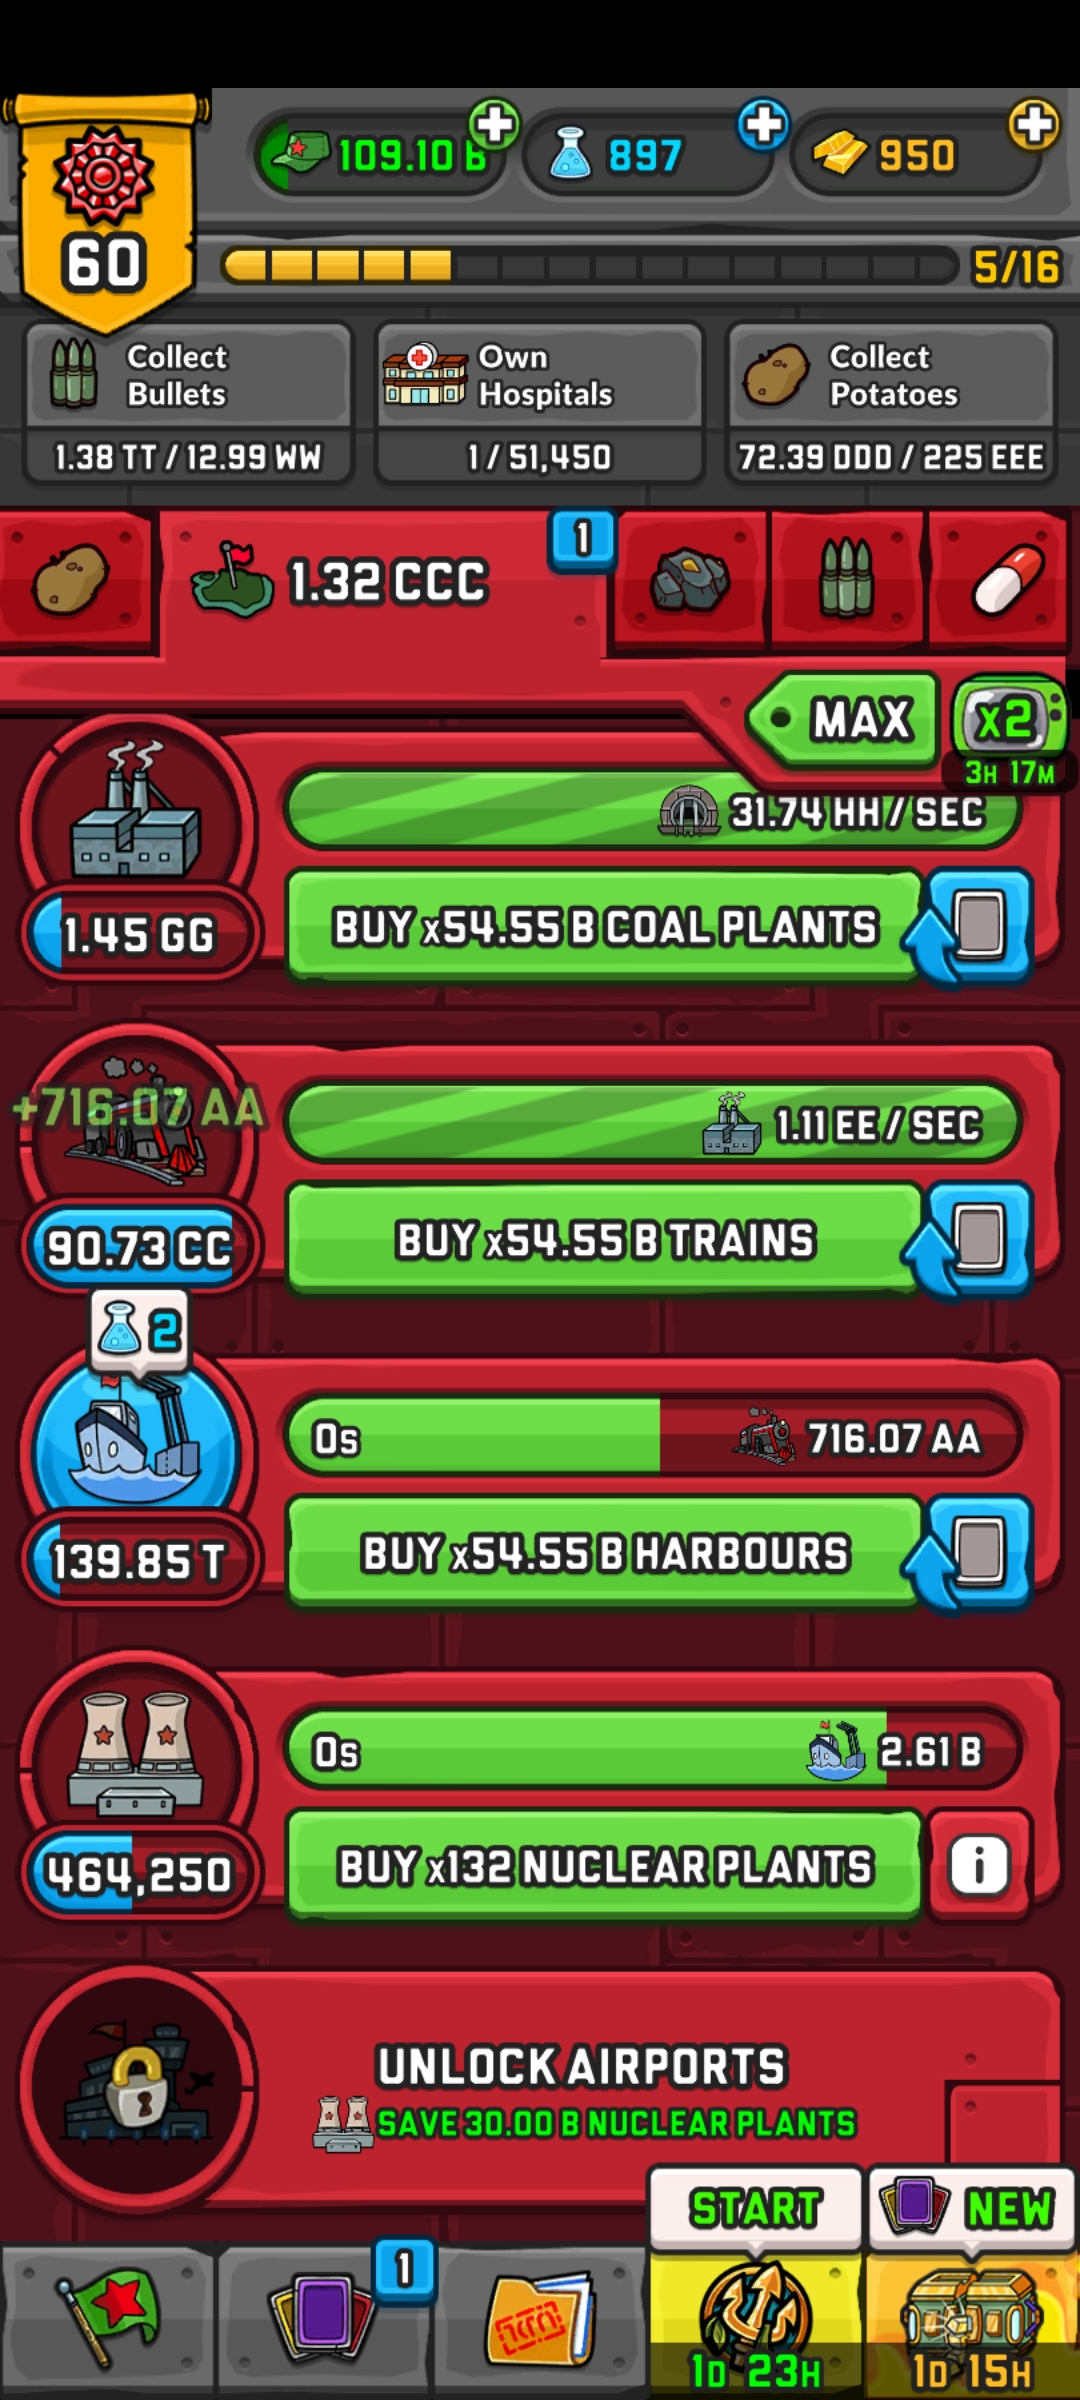 60
109.10 B
897
950
5/16
Collect
Bullets
1.38 TT / 12.99 WW
Own
Hospitals
1 / 51,450
Collect
Potatoes
72.39 DDD / 225 EEE
1.32 CCC
1
MAX
x2
3H 17M
31.74 HH / SEC
1.45 GG
BUY x54.55 B COAL PLANTS
+716.07 AA
1.11 EE / SEC
90.73 CC
BUY x54.55 B TRAINS
2
0s
716.07 AA
139.85 T
BUY x54.55 B HARBOURS
0s
2.61 B
464,250
BUY x132 NUCLEAR PLANTS
i
UNLOCK AIRPORTS
SAVE 30.00 B NUCLEAR PLANTS
START
NEW
1
1D 23H
1D 15H